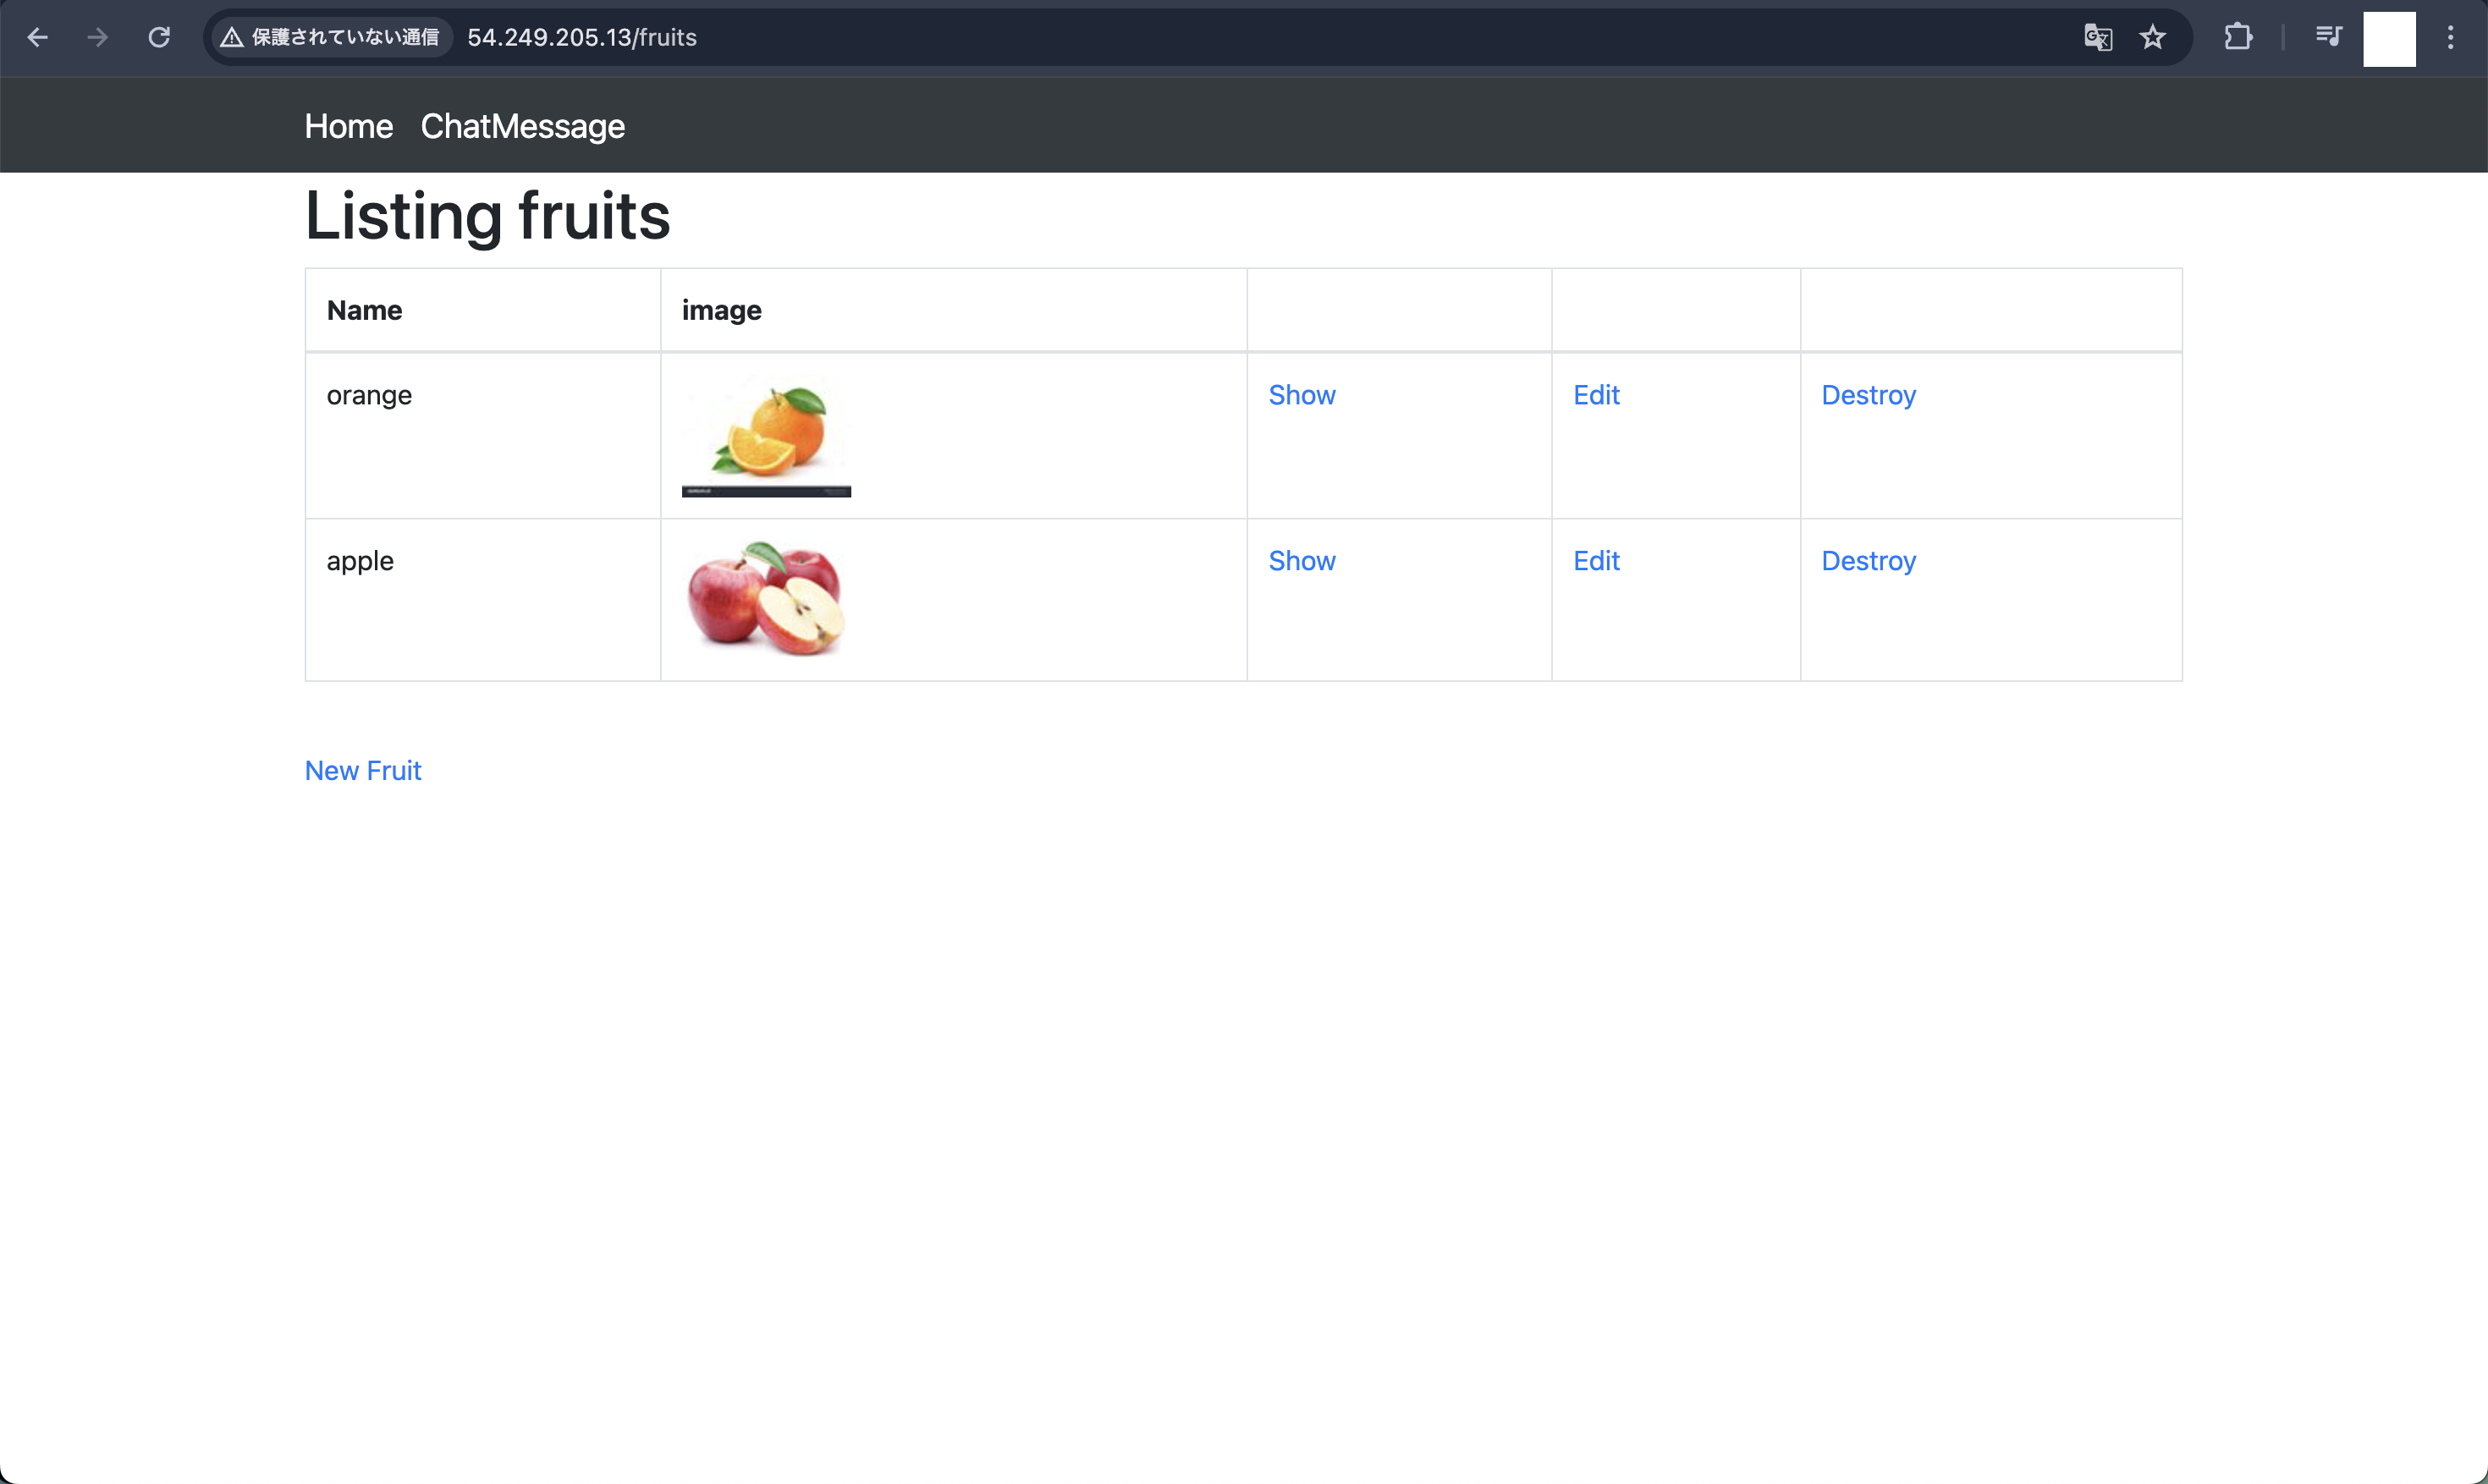 保護されていない通信 54.249.205.13/fruits
Home ChatMessage
Listing fruits
Name image
orange Show Edit Destroy
apple Show Edit Destroy
New Fruit